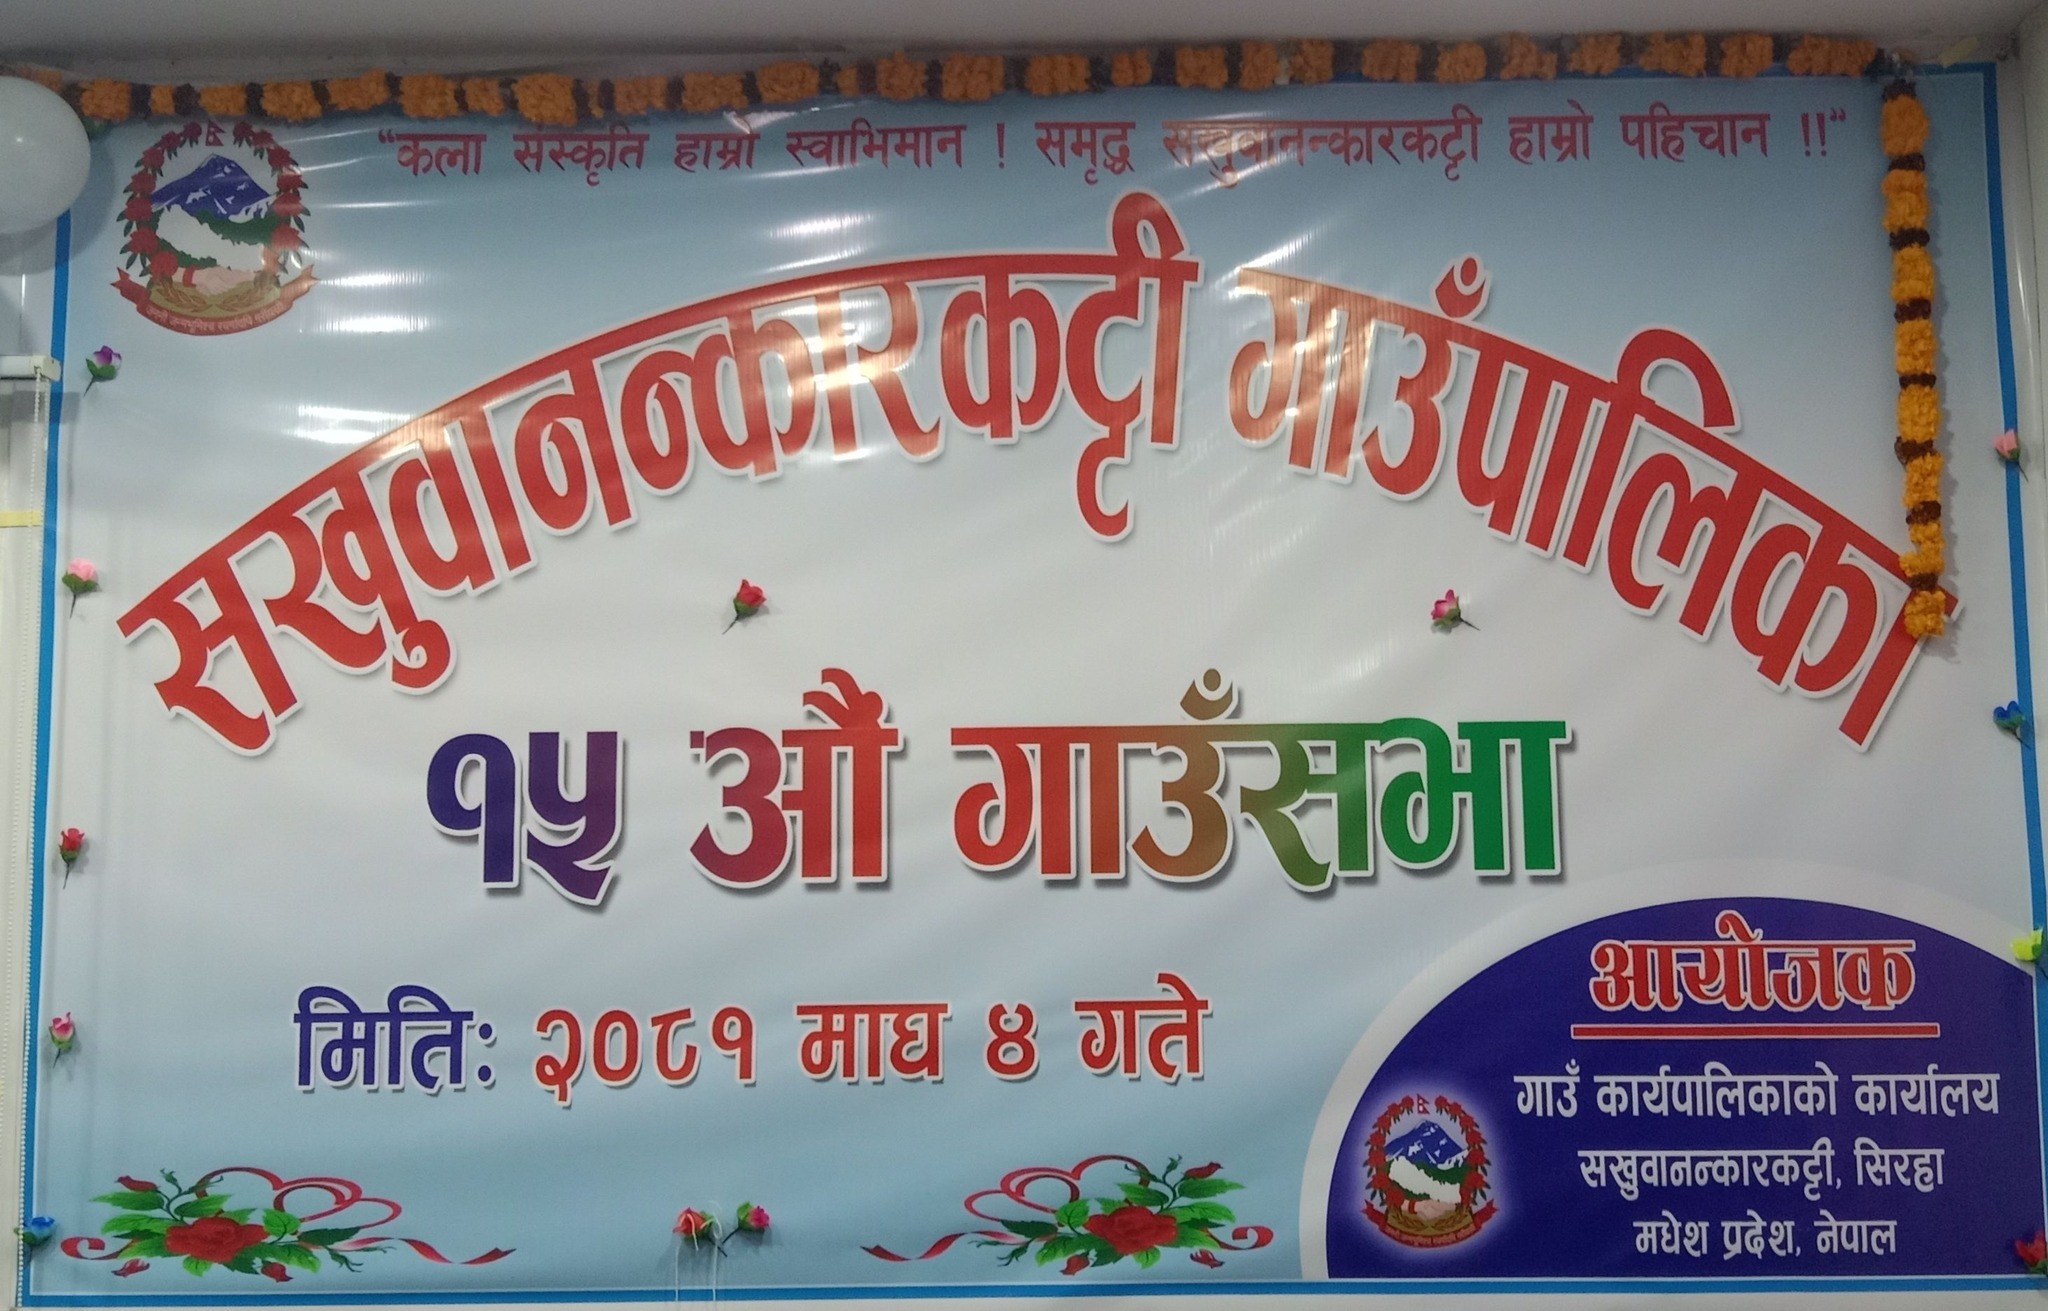 “कला संस्कृति हाम्रो स्वाभिमान ! समृद्ध सखुवानन्कारकट्टी हाम्रो पहिचान !!”
सखुवानन्कारकट्टी गाउँपालिका
१५ औं गाउँसभा
मितिः २०८१ माघ ४ गते
आयोजक
गाउँ कार्यपालिकाको कार्यालय
सखुवानन्कारकट्टी, सिरहा
मधेश प्रदेश, नेपाल